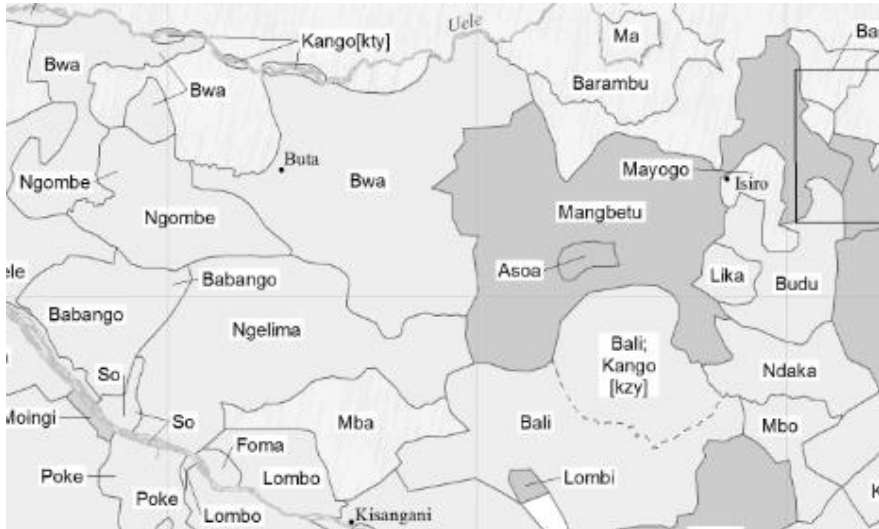 Uele
Kango[kty]
Ma
Ba
Bwa
Bwa
Barambu
Buta
Mayogo
Isiro
Ngombe
Bwa
Ngombe
Mangbetu
Asoa
Lika
Budu
ele
Babango
Babango
Ngelima
Bali;
Kango
[kzy]
Ndaka
So
Moingi
So
Mba
Bali
Mbo
Foma
Poke
Lombo
Lombi
Poke
Lombo
Kisangani
K